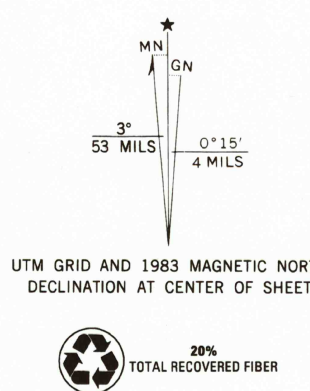 MN
GN
3°
53 MILS
0°15′
4 MILS
UTM GRID AND 1983 MAGNETIC NORT
DECLINATION AT CENTER OF SHEET
20%
TOTAL RECOVERED FIBER